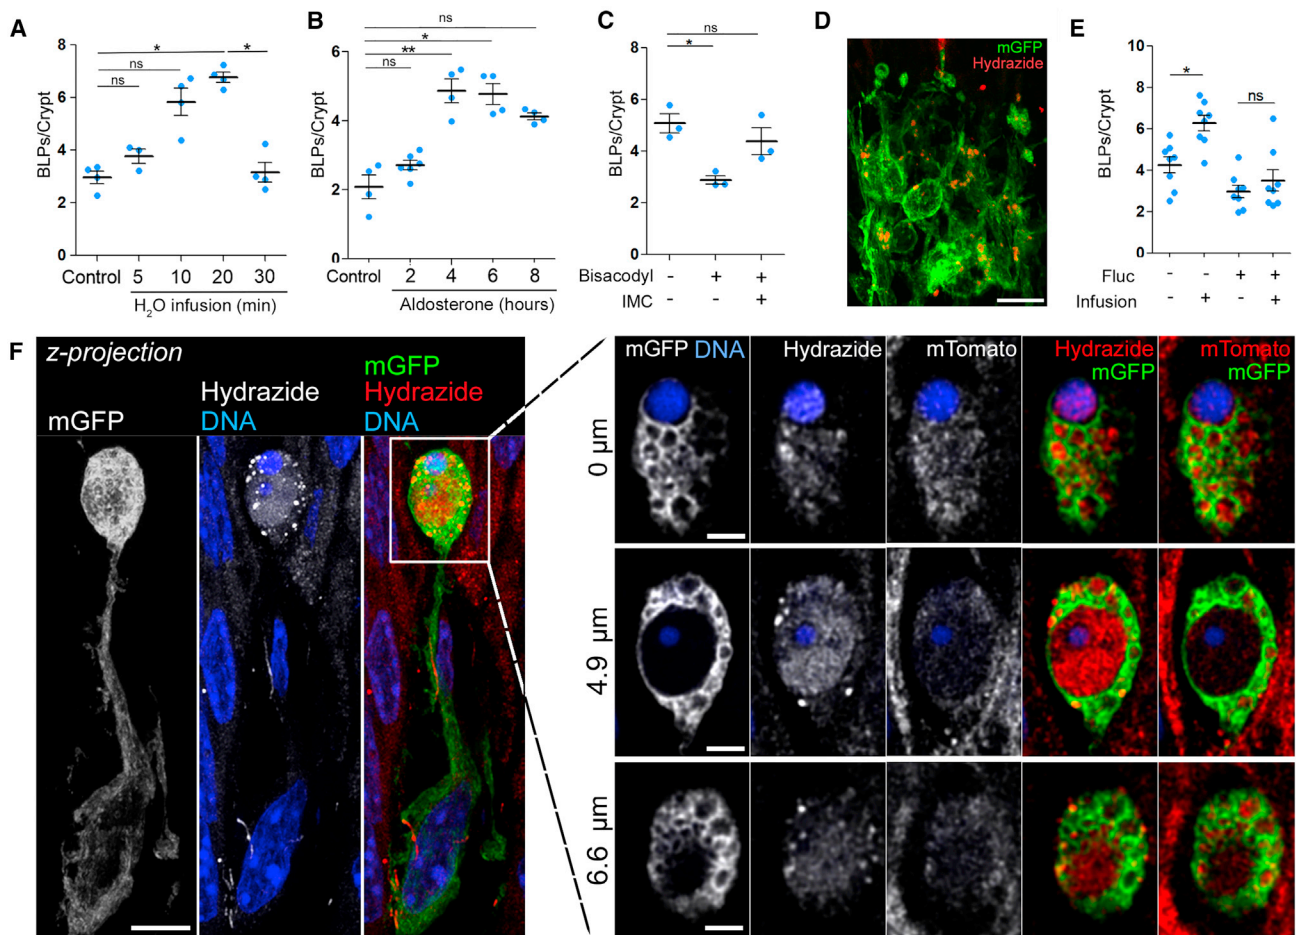 A
BLPs/Crypt
8
6
4
2
0
ns
ns
*
*
Control 5 10 20 30
H₂O infusion (min)
B
BLPs/Crypt
6
4
2
0
ns
**
*
ns
Control 2 4 6 8
Aldosterone (hours)
C
BLPs/Crypt
8
6
4
2
0
ns
*
Bisacodyl - + +
IMC - - +
D
mGFP
Hydrazide
E
BLPs/Crypt
10
8
6
4
2
0
*
ns
Fluc - - + +
Infusion - + - +
F
z-projection
mGFP
Hydrazide
DNA
mGFP
Hydrazide
DNA
mGFP DNA
Hydrazide
mTomato
Hydrazide
mGFP
mTomato
mGFP
0 µm
4.9 µm
6.6 µm